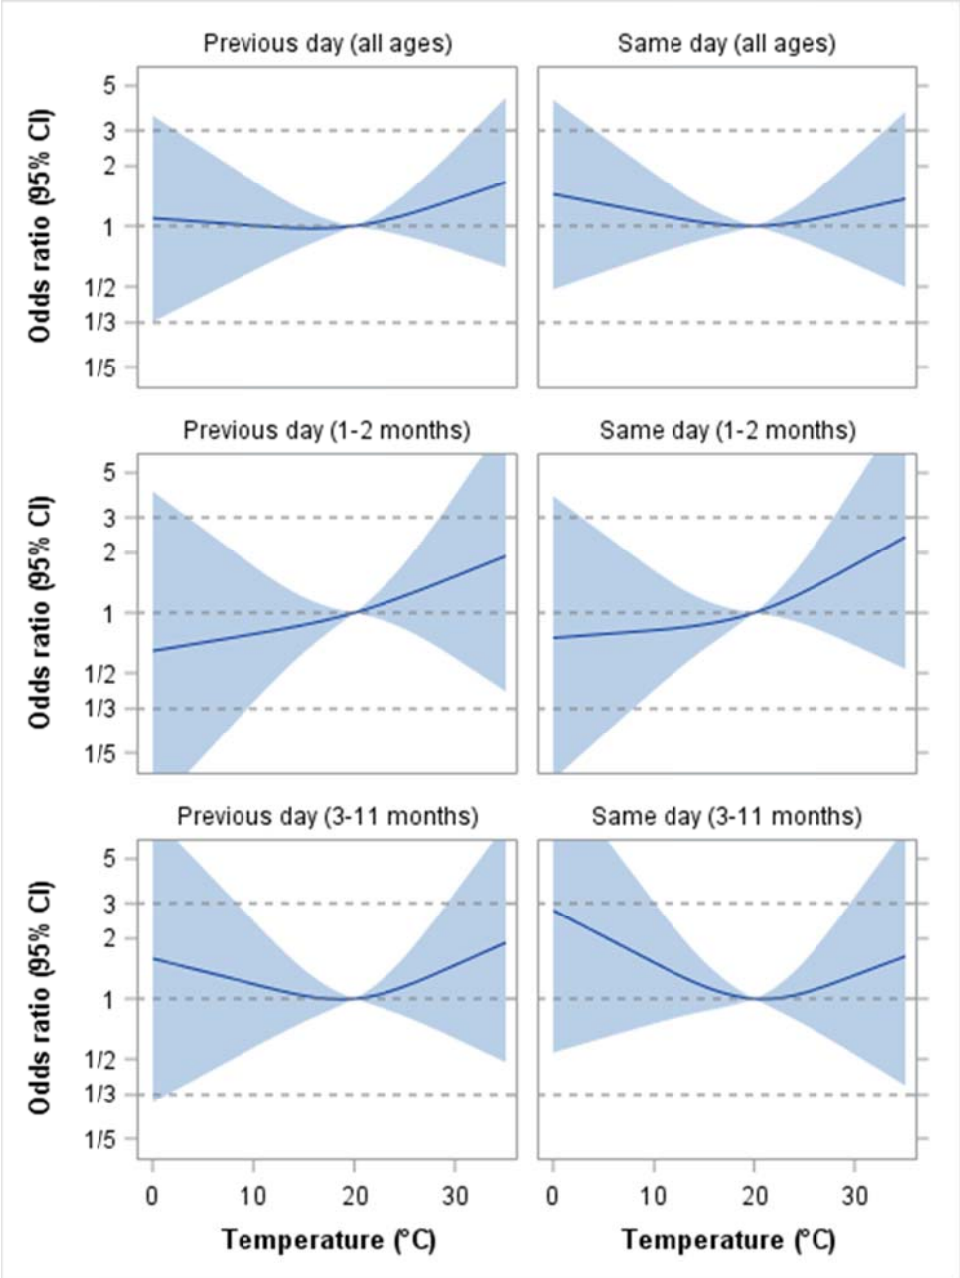 Previous day (all ages)
Same day (all ages)
Odds ratio (95% CI)
5
3
2
1
1/2
1/3
1/5
Previous day (1-2 months)
Same day (1-2 months)
Odds ratio (95% CI)
5
3
2
1
1/2
1/3
1/5
Previous day (3-11 months)
Same day (3-11 months)
Odds ratio (95% CI)
5
3
2
1
1/2
1/3
1/5
0 10 20 30
0 10 20 30
Temperature (°C)
Temperature (°C)